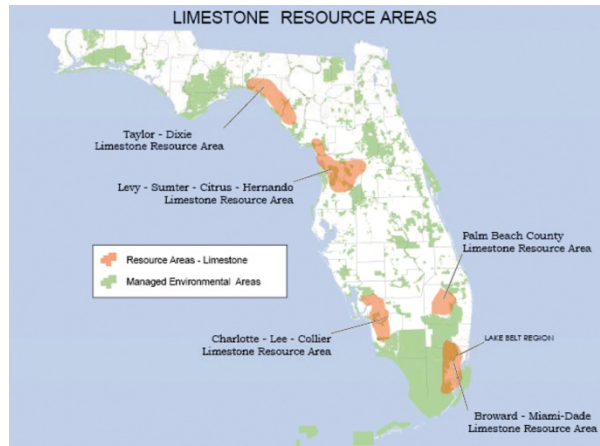 LIMESTONE RESOURCE AREAS
Taylor - Dixie
Limestone Resource Area
Levy - Sumter - Citrus - Hernando
Limestone Resource Area
Palm Beach County
Limestone Resource Area
Resource Areas - Limestone
Managed Environmental Areas
Charlotte - Lee - Collier
Limestone Resource Area
LAKE BELT REGION
Broward - Miami-Dade
Limestone Resource Area